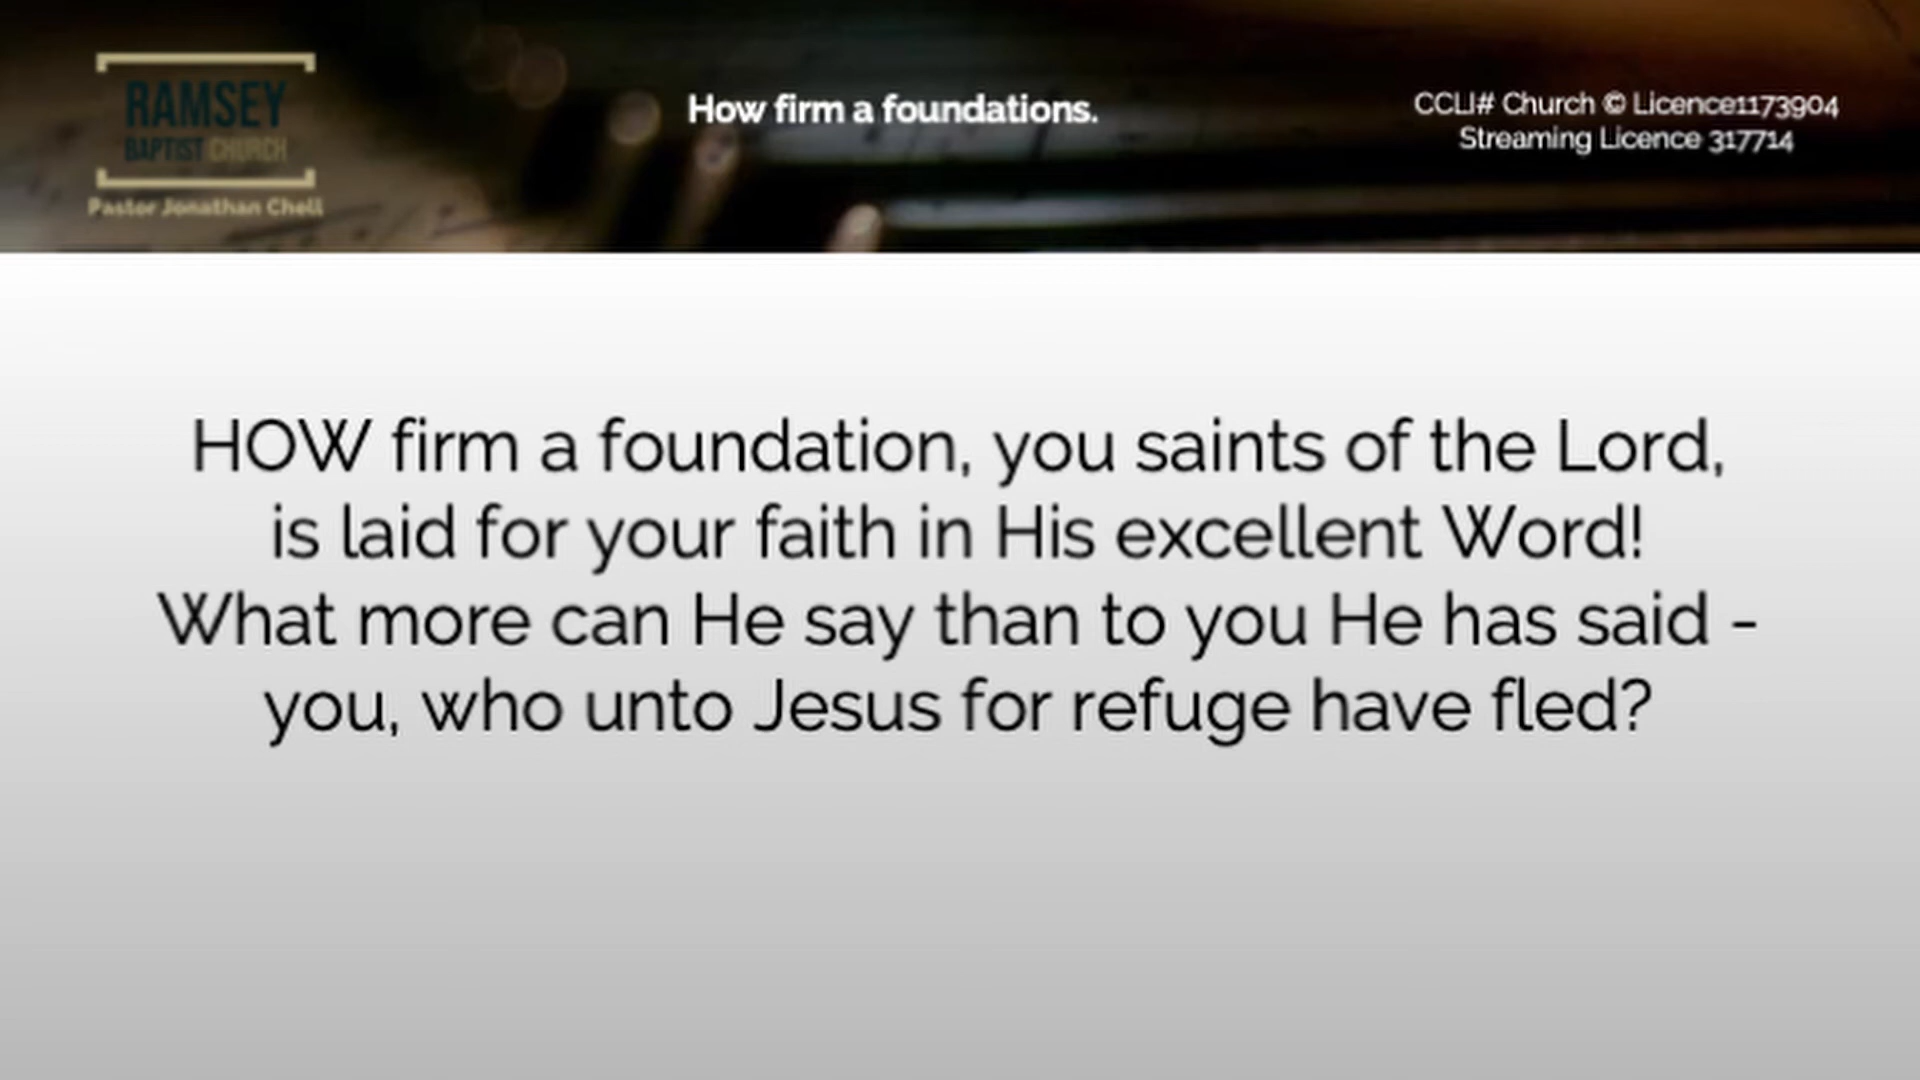 RAMSEY
BAPTIST CHURCH
Pastor Jonathan Chell
How firm a foundations.
CCLI# Church © Licence1173904
Streaming Licence 317714
HOW firm a foundation, you saints of the Lord,
is laid for your faith in His excellent Word!
What more can He say than to you He has said -
you, who unto Jesus for refuge have fled?